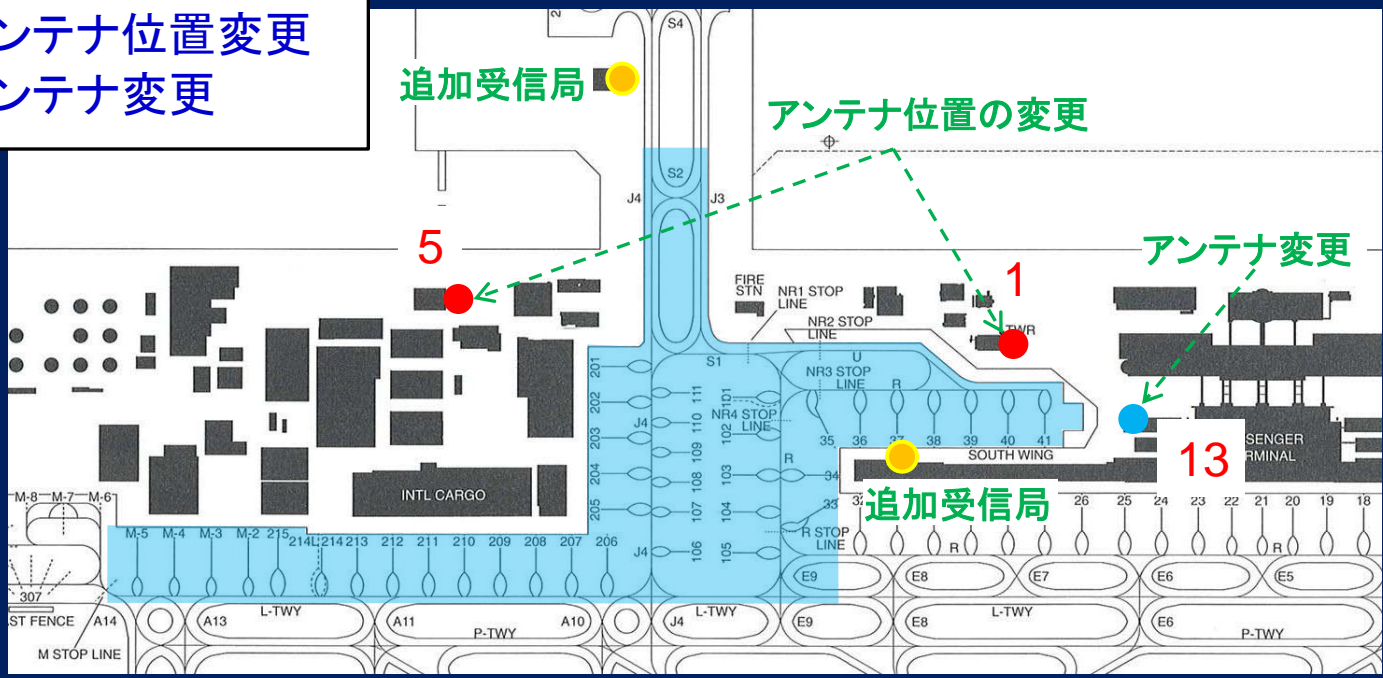 ンテナ位置変更
ンテナ変更
追加受信局
アンテナ位置の変更
アンテナ変更
S4
S2
J4
J3
5
1
13
FIRE
STN
NR1 STOP
LINE
NR2 STOP
LINE
TWR
U
NR3 STOP
LINE
R
S1
NR4 STOP
LINE
201
202
203
204
205
J4
111
110
109
108
107
106
J4
101
102
103
104
105
R
35
36
37
38
39
40
41
SOUTH WING
34
33
追加受信局
R STOP
LINE
SENGER
RMINAL
INTL CARGO
M-8
M-7
M-6
M-5
M-4
M-3
M-2
215
214L
214
213
212
211
210
209
208
207
206
26
25
24
23
22
21
20
19
18
R
R
E9
E8
E7
E6
E5
307
ST FENCE
A14
A13
L-TWY
A11
P-TWY
A10
J4
L-TWY
E9
E8
L-TWY
E6
P-TWY
M STOP LINE